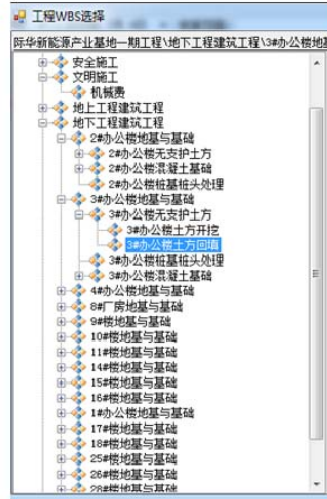 工程WBS选择
际华新能源产业基地一期工程\地下工程建筑工程\3#办公楼地基
安全施工
文明施工
机械费
地上工程建筑工程
地下工程建筑工程
2#办公楼地基与基础
2#办公楼无支护土方
2#办公楼混凝土基础
2#办公楼桩基桩头处理
3#办公楼地基与基础
3#办公楼无支护土方
3#办公楼土方开挖
3#办公楼土方回填
3#办公楼桩基桩头处理
3#办公楼混凝土基础
4#办公楼地基与基础
8#厂房地基与基础
9#楼地基与基础
10#楼地基与基础
11#楼地基与基础
14#楼地基与基础
15#楼地基与基础
16#楼地基与基础
1#办公楼地基与基础
17#楼地基与基础
18#楼地基与基础
25#楼地基与基础
26#楼地基与基础
28#楼地基与基础